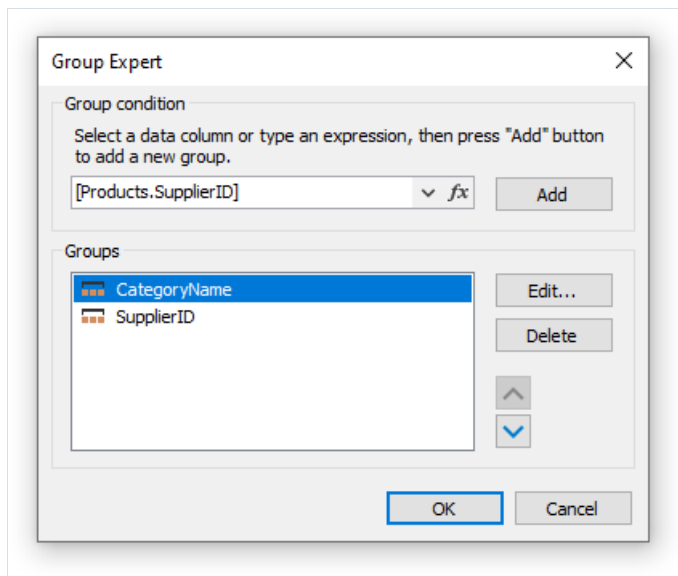 Group Expert
Group condition
Select a data column or type an expression, then press "Add" button
to add a new group.
[Products.SupplierID]
fx
Add
Groups
CategoryName
SupplierID
Edit...
Delete
OK
Cancel